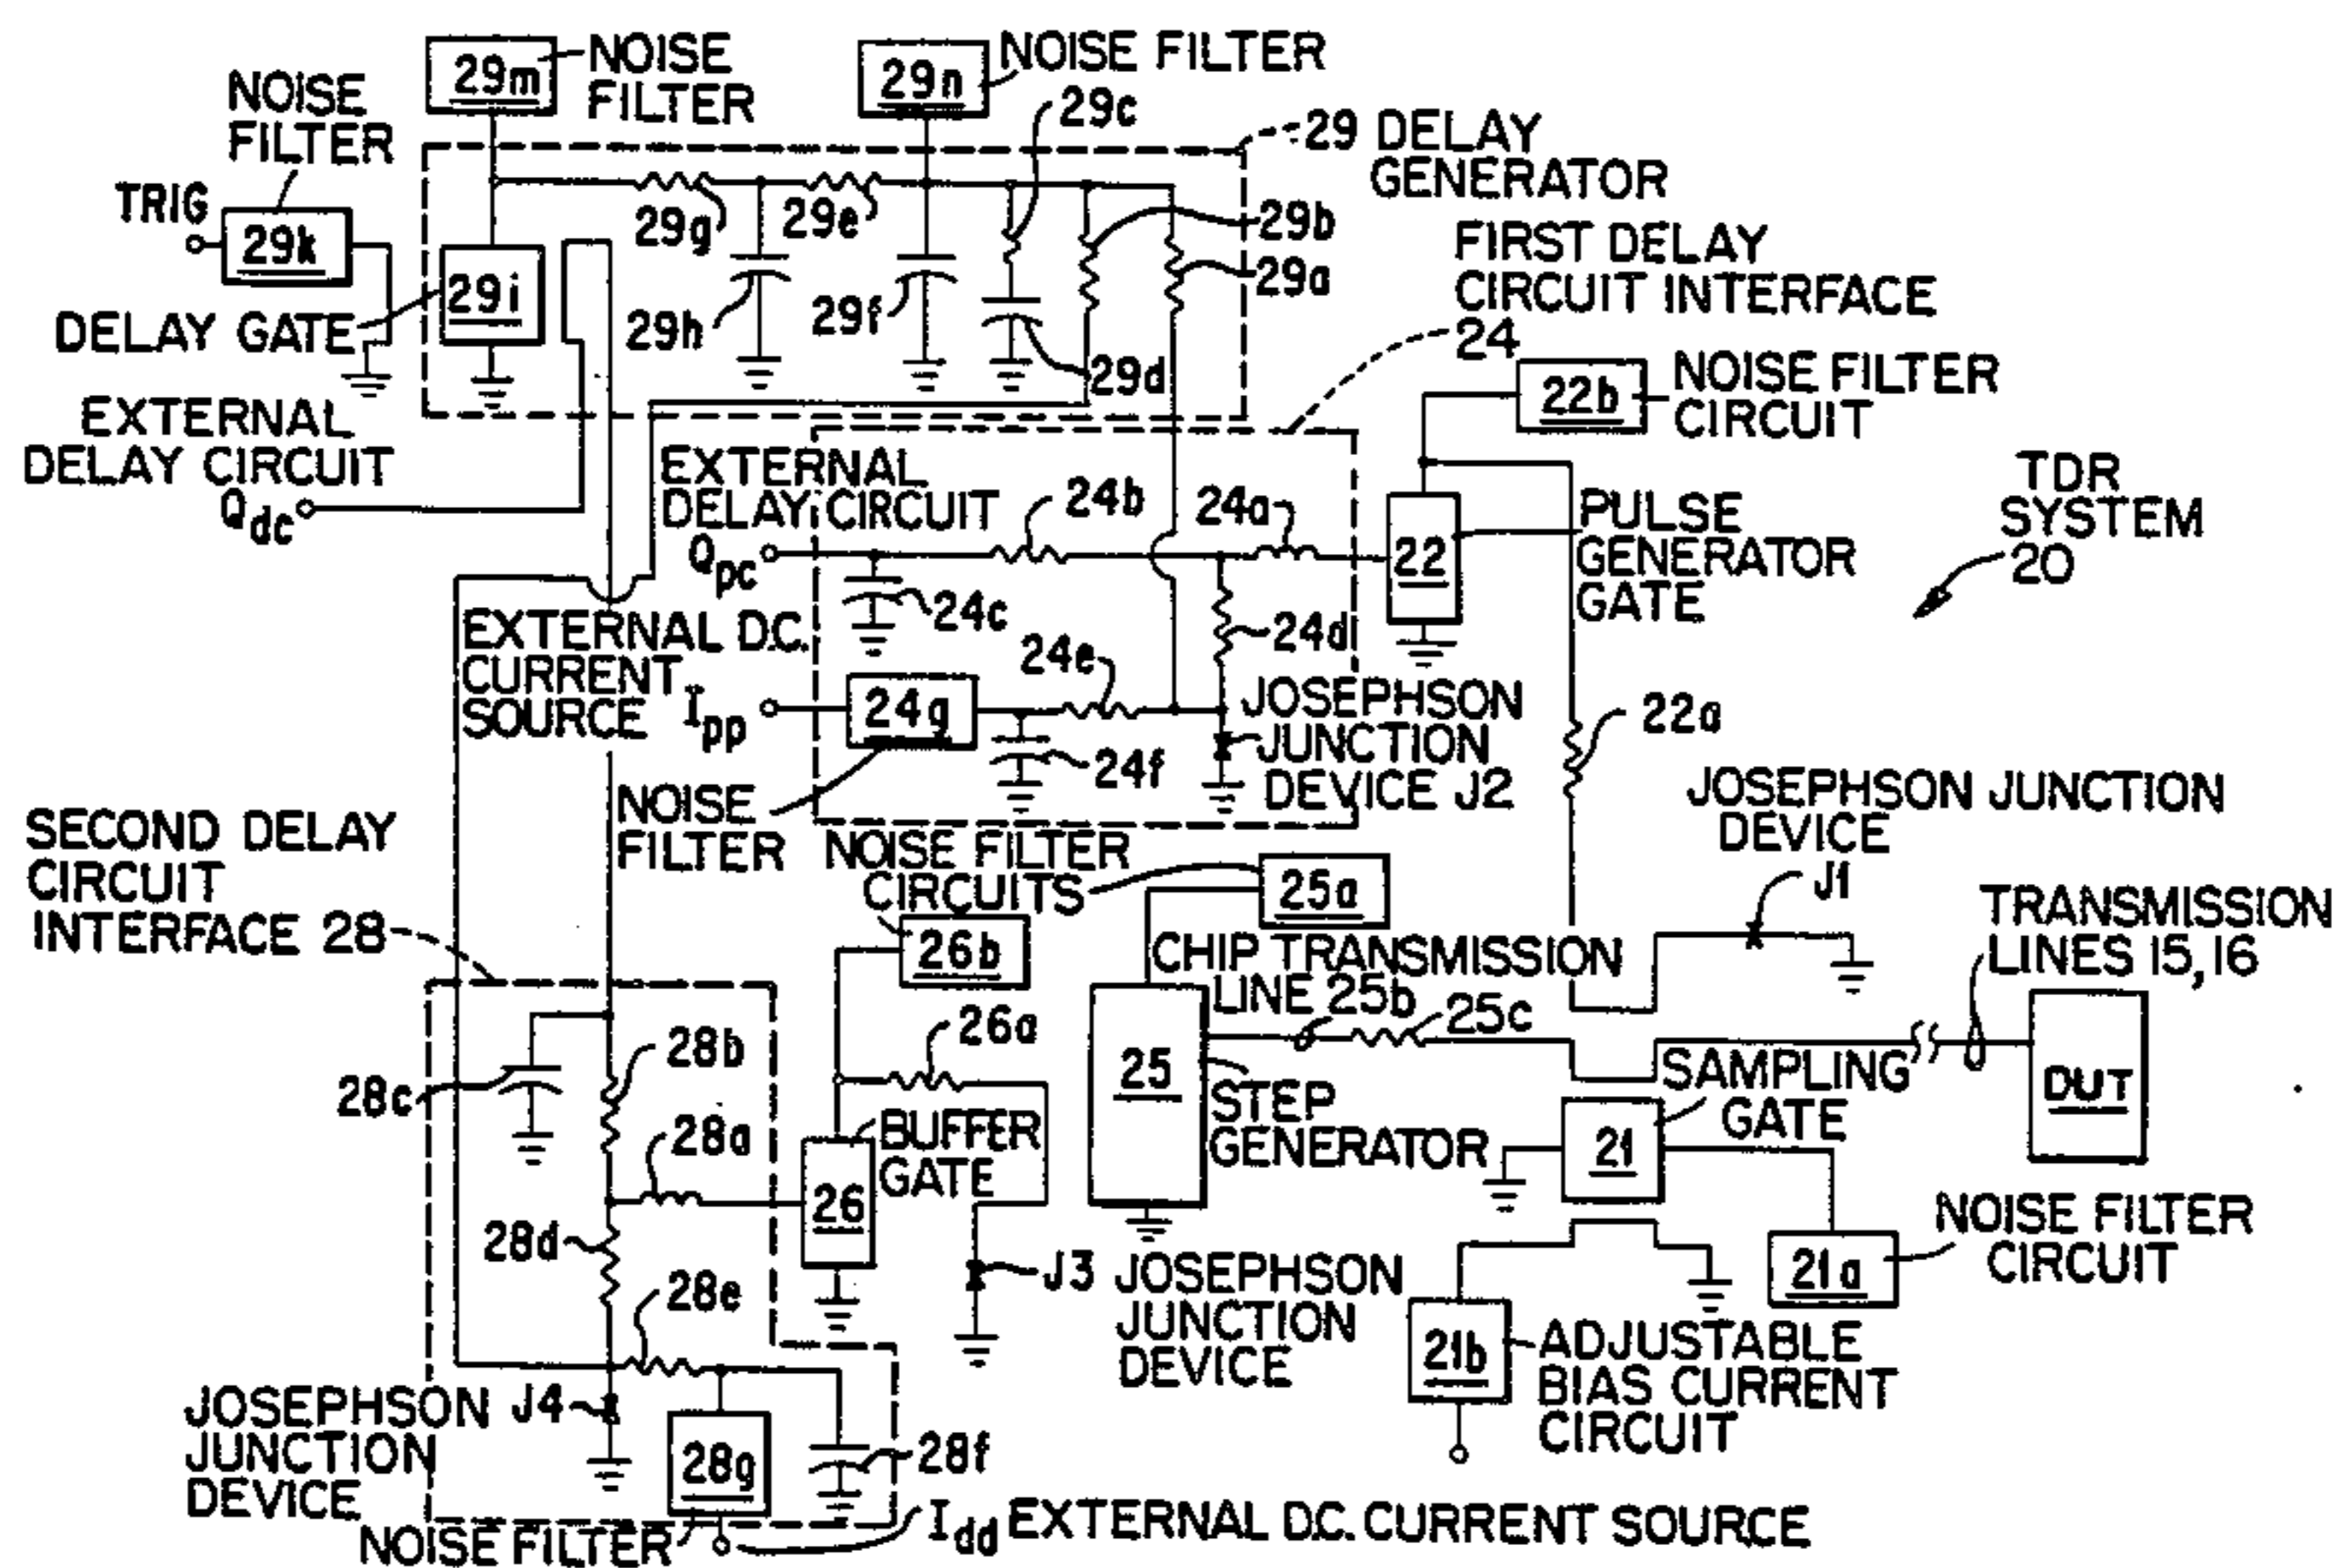 29m
NOISE
FILTER
29n
NOISE FILTER
NOISE
FILTER
29c
29 DELAY
GENERATOR
TRIG
29k
29g
29e
29b
29a
29i
DELAY GATE
29h
29f
29d
FIRST DELAY
CIRCUIT INTERFACE
24
22b
NOISE FILTER
CIRCUIT
EXTERNAL
DELAY CIRCUIT
Qdc
EXTERNAL
DELAY CIRCUIT
Qpc
24b
24a
22
PULSE
GENERATOR
GATE
TDR
SYSTEM
20
24c
24d
EXTERNAL D.C.
CURRENT
SOURCE
Ipp
24g
24e
24f
JOSEPHSON
JUNCTION
DEVICE J2
22a
NOISE
FILTER
JOSEPHSON JUNCTION
DEVICE
J1
SECOND DELAY
CIRCUIT
INTERFACE 28
NOISE FILTER
CIRCUITS
25a
26b
CHIP TRANSMISSION
LINE 25b
25c
TRANSMISSION
LINES 15,16
28b
26a
28c
25
STEP
GENERATOR
SAMPLING
GATE
DUT
28a
BUFFER
GATE
26
21
28d
28e
J3 JOSEPHSON
JUNCTION
DEVICE
21a
NOISE FILTER
CIRCUIT
21b
ADJUSTABLE
BIAS CURRENT
CIRCUIT
JOSEPHSON J4
JUNCTION
DEVICE
28g
28f
NOISE FILTER
Idd EXTERNAL D.C. CURRENT SOURCE